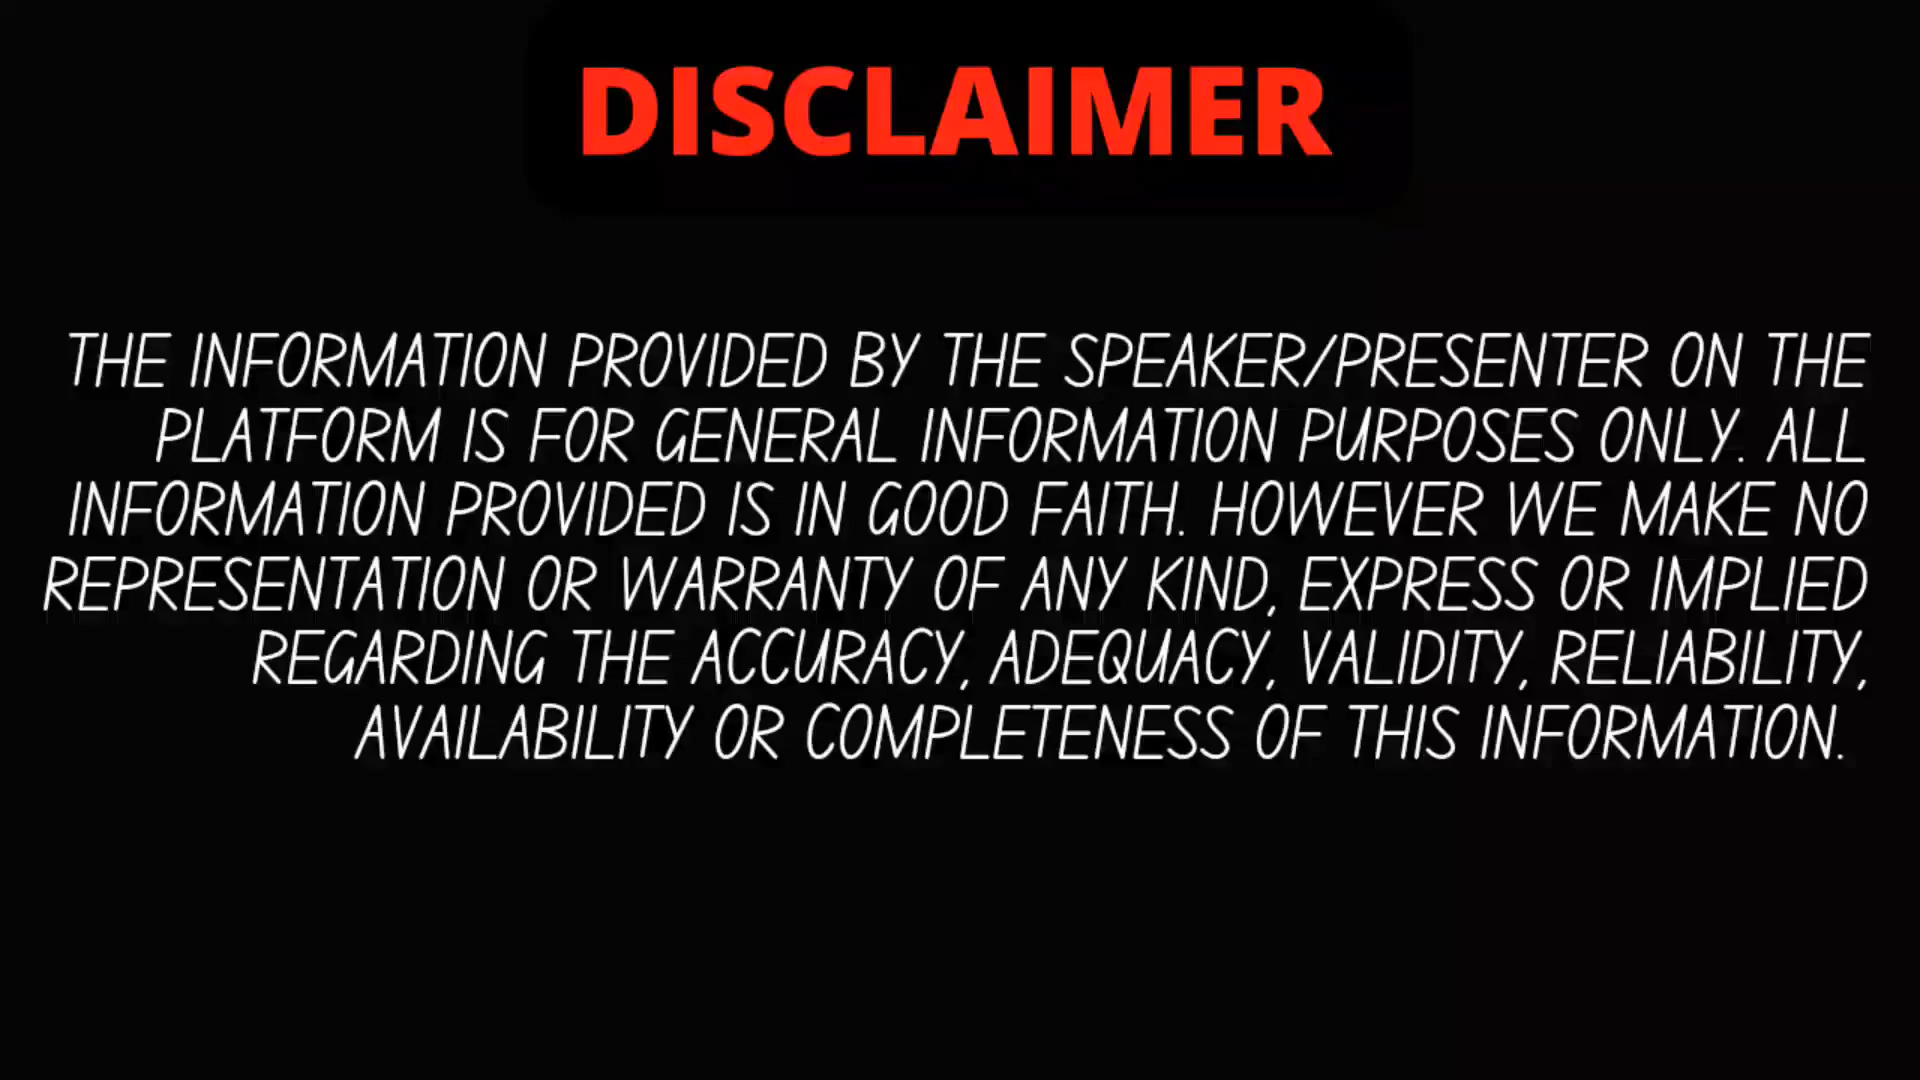 DISCLAIMER
THE INFORMATION PROVIDED BY THE SPEAKER/PRESENTER ON THE
PLATFORM IS FOR GENERAL INFORMATION PURPOSES ONLY. ALL
INFORMATION PROVIDED IS IN GOOD FAITH. HOWEVER WE MAKE NO
REPRESENTATION OR WARRANTY OF ANY KIND, EXPRESS OR IMPLIED
REGARDING THE ACCURACY, ADEQUACY, VALIDITY, RELIABILITY,
AVAILABILITY OR COMPLETENESS OF THIS INFORMATION.